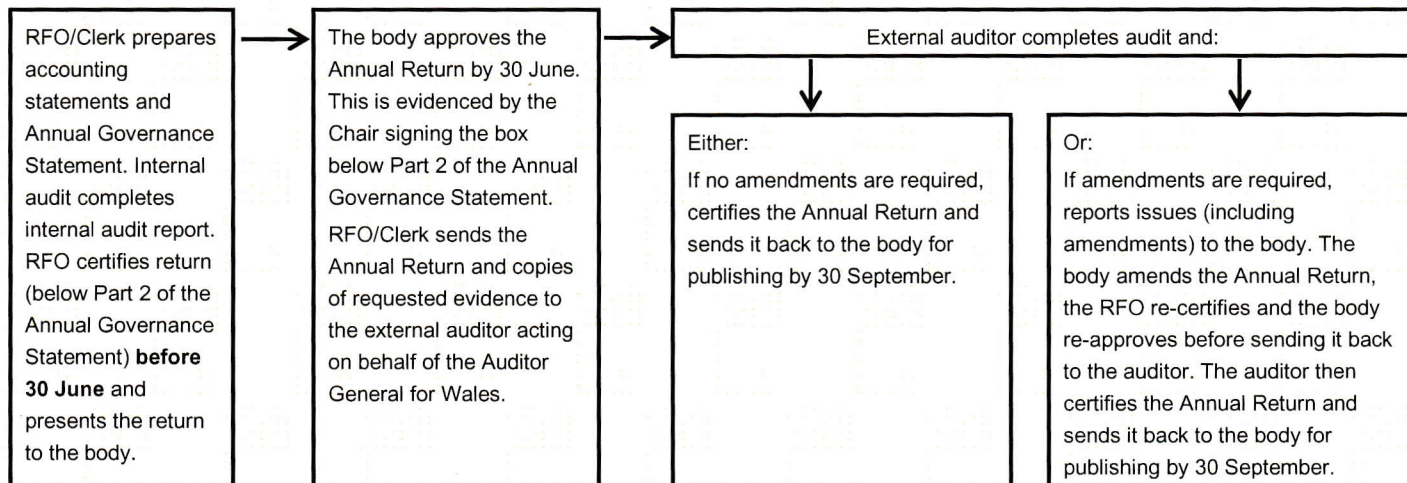 RFO/Clerk prepares
accounting
statements and
Annual Governance
Statement. Internal
audit completes
internal audit report.
RFO certifies return
(below Part 2 of the
Annual Governance
Statement) before
30 June and
presents the return
to the body.
The body approves the
Annual Return by 30 June.
This is evidenced by the
Chair signing the box
below Part 2 of the Annual
Governance Statement.
RFO/Clerk sends the
Annual Return and copies
of requested evidence to
the external auditor acting
on behalf of the Auditor
General for Wales.
External auditor completes audit and:
Either:
If no amendments are required,
certifies the Annual Return and
sends it back to the body for
publishing by 30 September.
Or:
If amendments are required,
reports issues (including
amendments) to the body. The
body amends the Annual Return,
the RFO re-certifies and the body
re-approves before sending it back
to the auditor. The auditor then
certifies the Annual Return and
sends it back to the body for
publishing by 30 September.